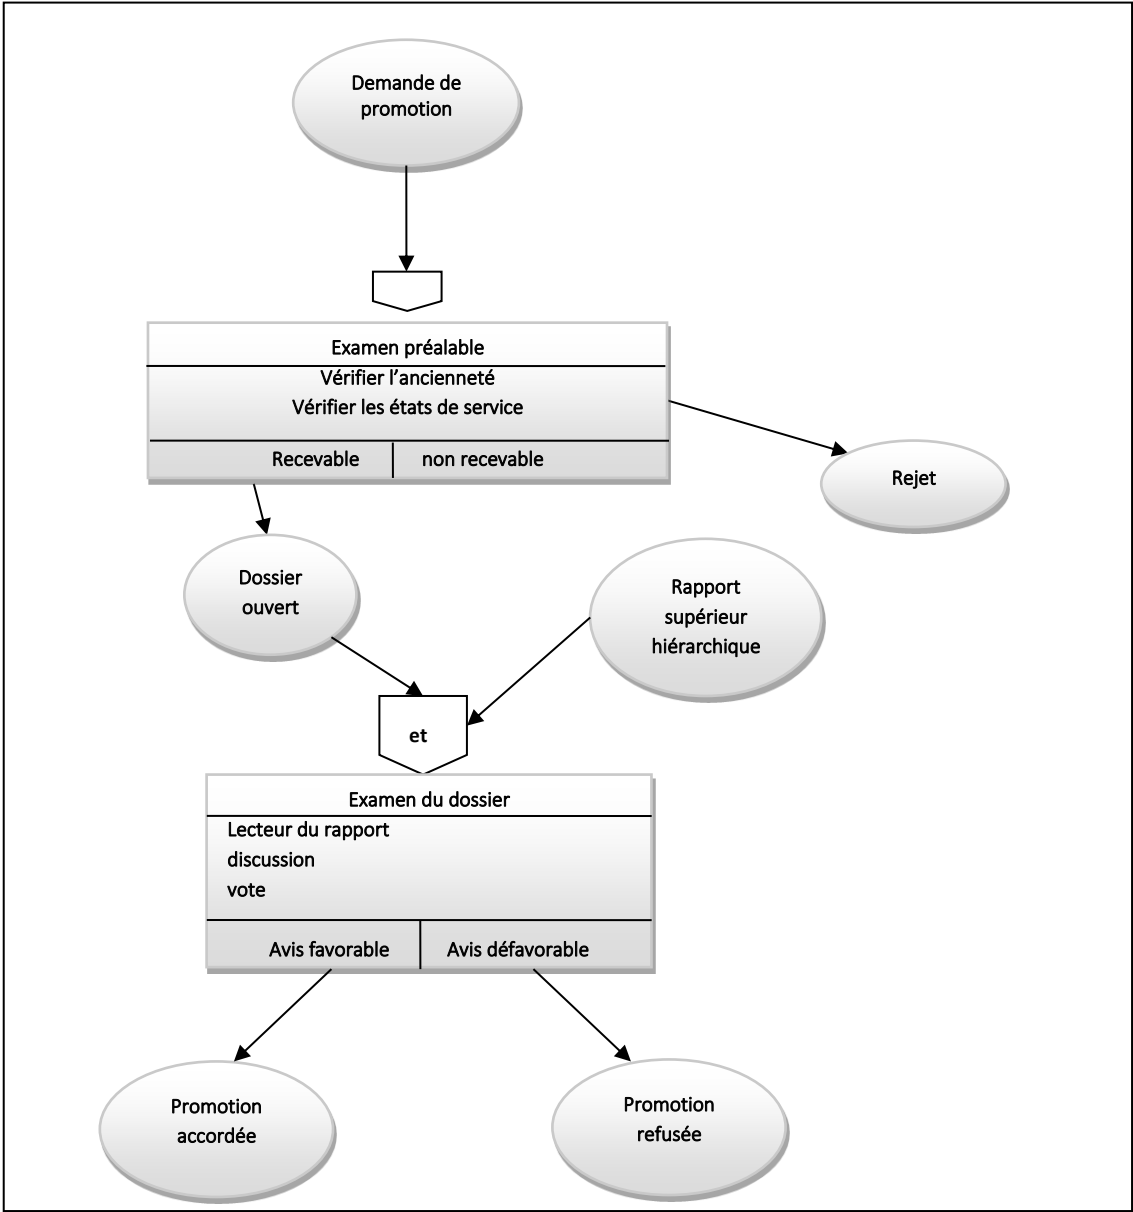 Demande de
promotion
Examen préalable
Vérifier l’ancienneté
Vérifier les états de service
Recevable
non recevable
Rejet
Dossier
ouvert
Rapport
supérieur
hiérarchique
et
Examen du dossier
Lecteur du rapport
discussion
vote
Avis favorable
Avis défavorable
Promotion
accordée
Promotion
refusée